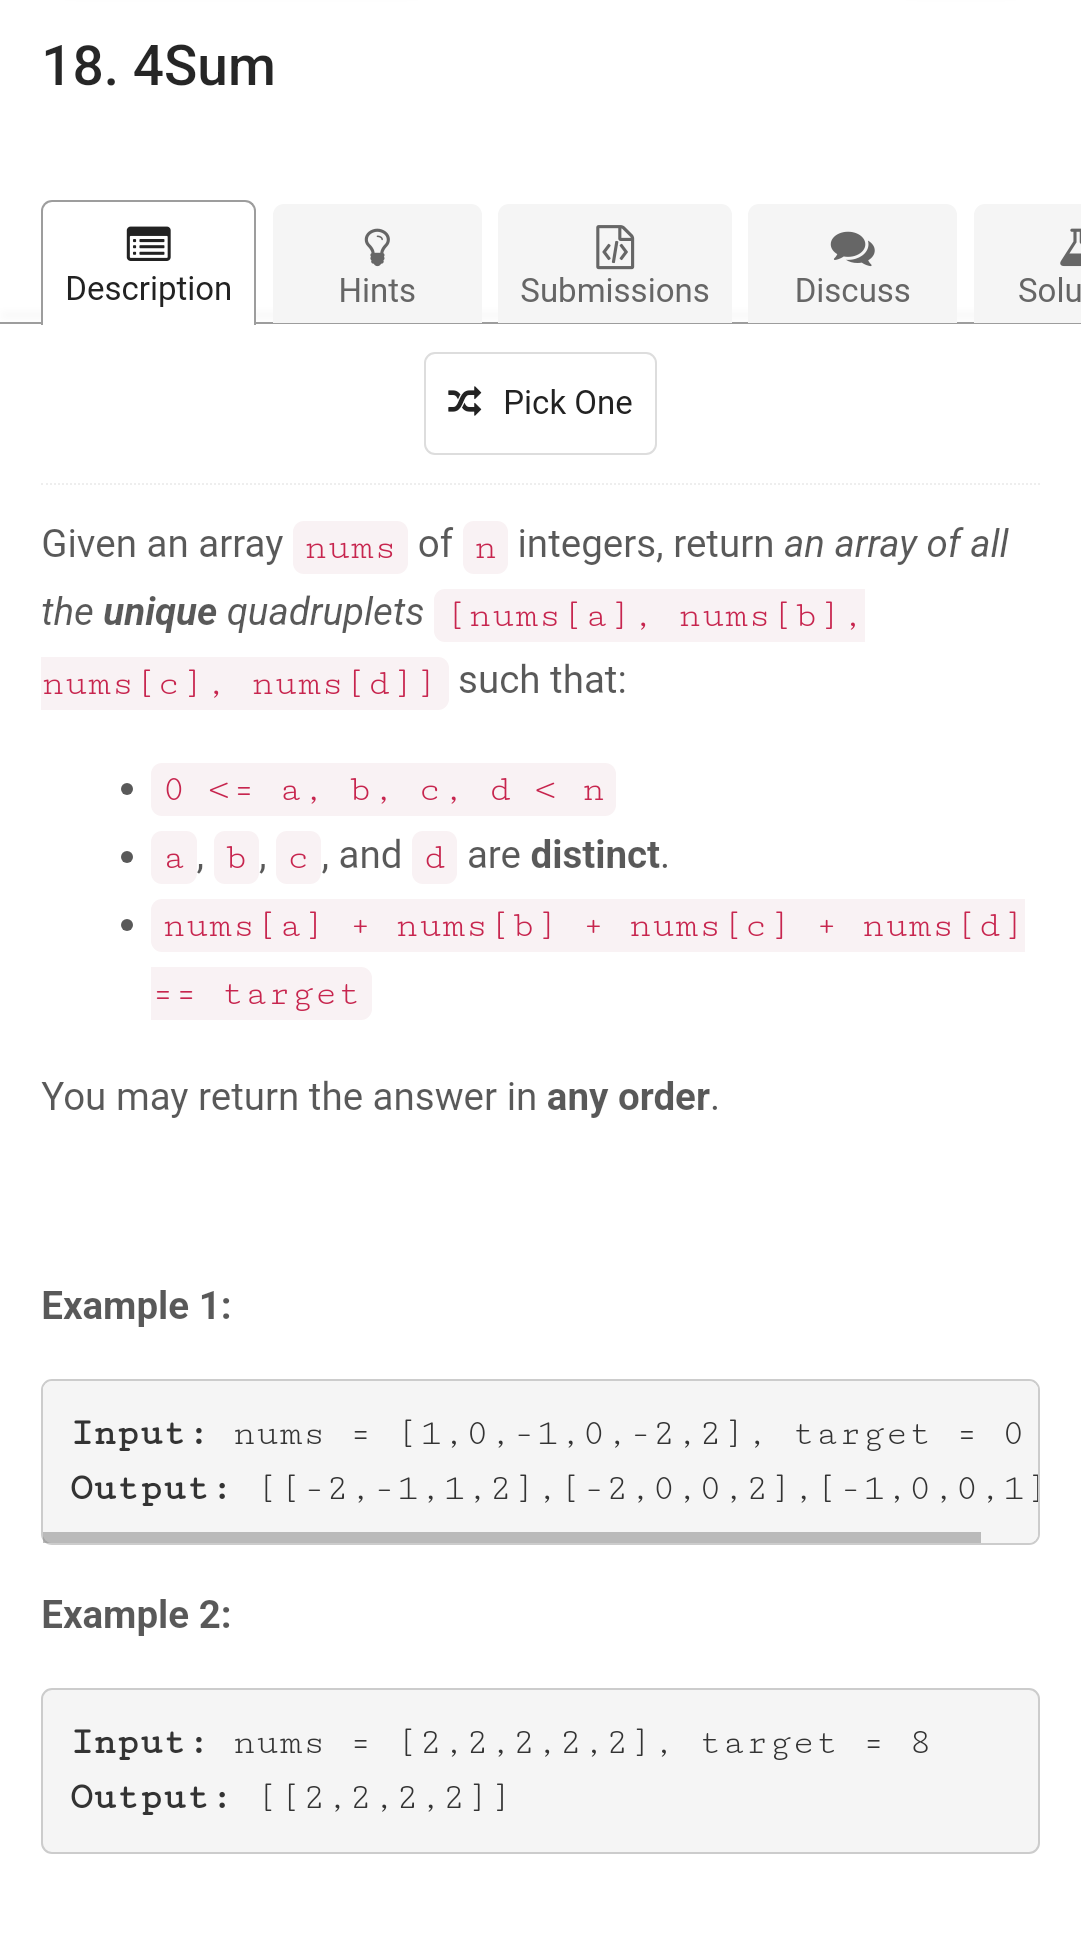 18. 4Sum
Description
Hints
Submissions
Discuss
Solu
Pick One
Given an array nums of n integers, return an array of all
the unique quadruplets [nums[a], nums[b],
nums[c], nums[d]] such that:
0 <= a, b, c, d < n
a, b, c, and d are distinct.
nums[a] + nums[b] + nums[c] + nums[d]
== target
You may return the answer in any order.
Example 1:
Input: nums = [1,0,-1,0,-2,2], target = 0
Output: [[-2,-1,1,2],[-2,0,0,2],[-1,0,0,1]
Example 2:
Input: nums = [2,2,2,2,2], target = 8
Output: [[2,2,2,2]]